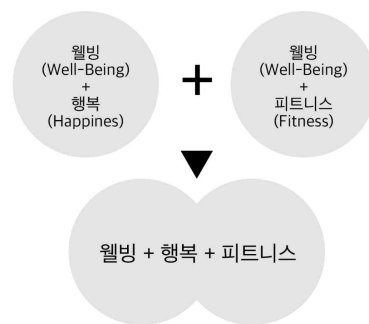 웰빙
(Well-Being)
+
행복
(Happines)
+
웰빙
(Well-Being)
+
피트니스
(Fitness)
웰빙 + 행복 + 피트니스